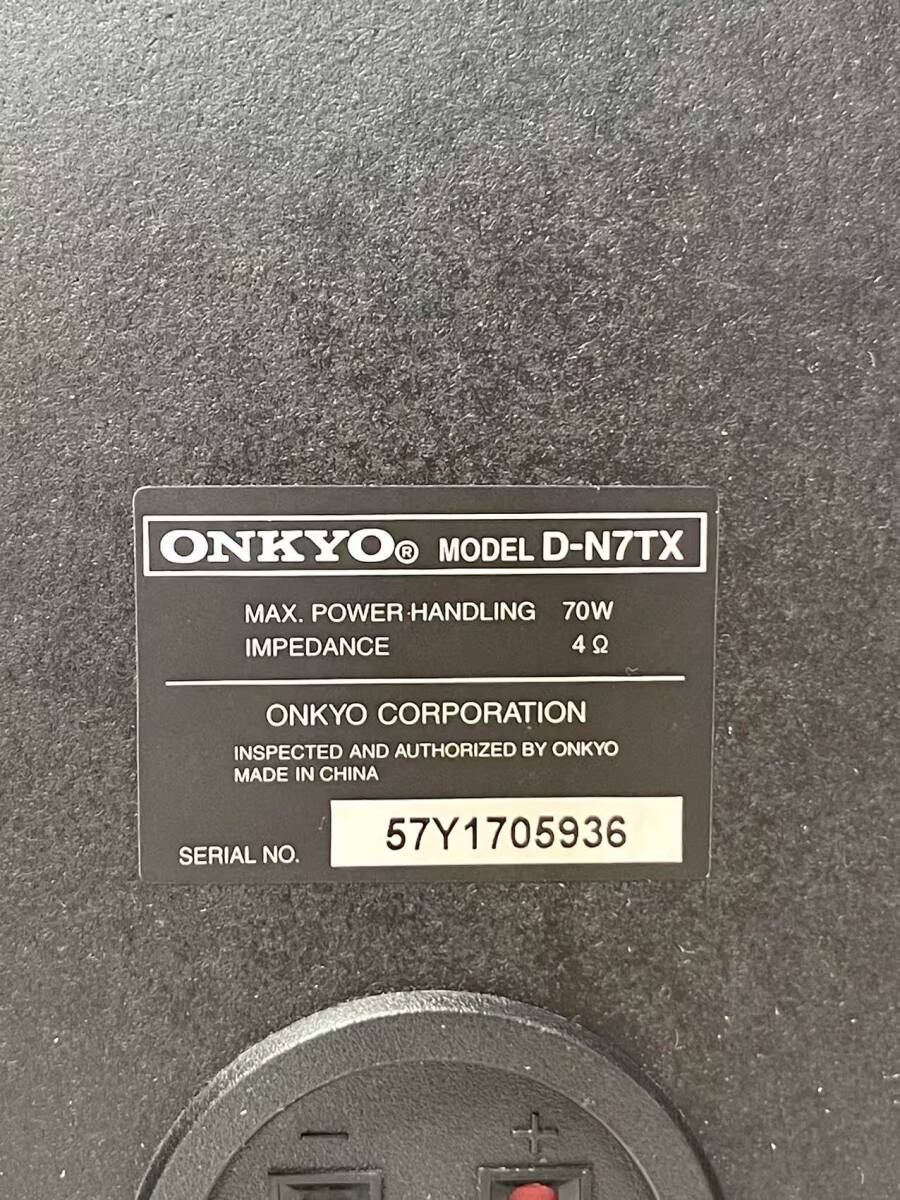 ONKYO® MODEL D-N7TX
MAX. POWER HANDLING 70W
IMPEDANCE 4 Ω
ONKYO CORPORATION
INSPECTED AND AUTHORIZED BY ONKYO
MADE IN CHINA
SERIAL NO. 57Y1705936
− +